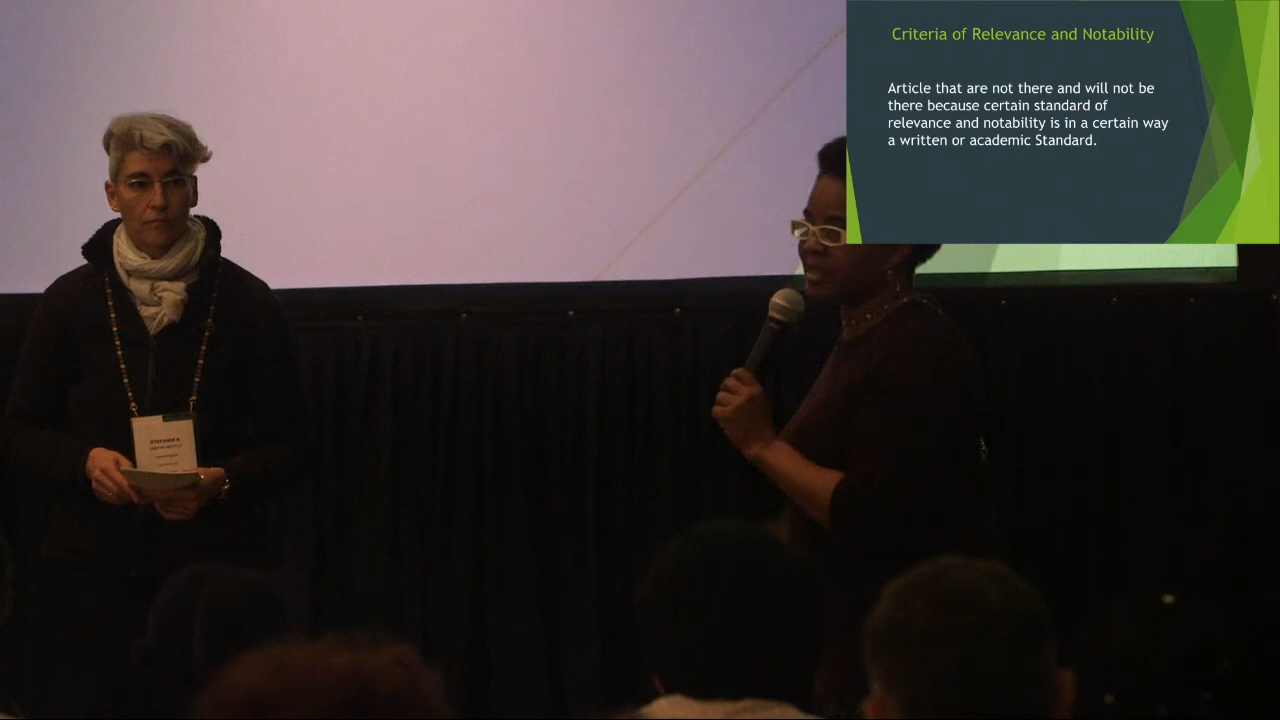 Criteria of Relevance and Notability
Article that are not there and will not be
there because certain standard of
relevance and notability is in a certain way
a written or academic Standard.
STEFANIE K